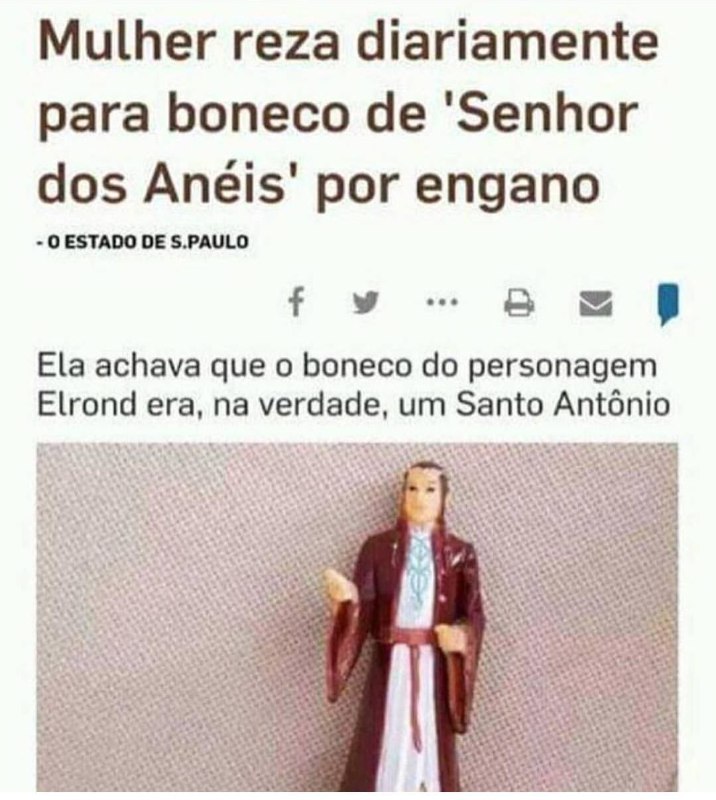 Mulher reza diariamente
para boneco de 'Senhor
dos Anéis' por engano
- O ESTADO DE S.PAULO
Ela achava que o boneco do personagem
Elrond era, na verdade, um Santo Antônio